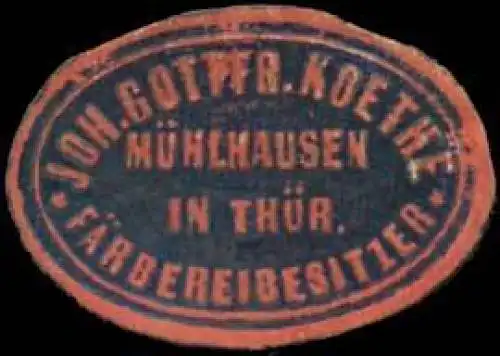 JOH. GOTTFR. KOETHE
MÜHLHAUSEN
IN THÜR.
* FÄRBEREIBESITZER *